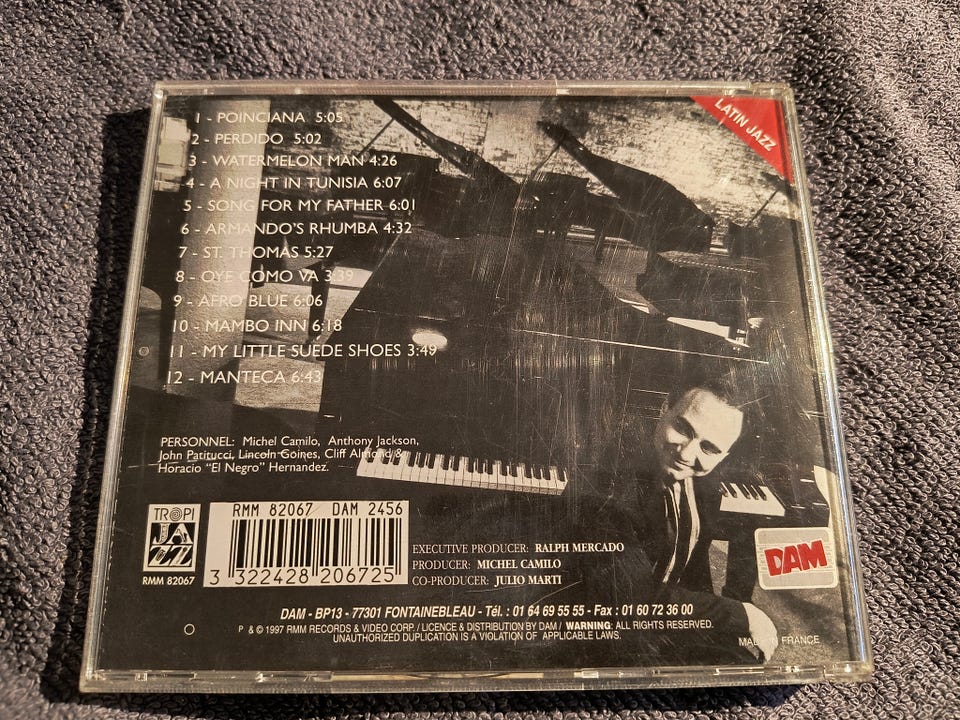 LATIN JAZZ
1 - POINCIANA 5:05
2 - PERDIDO 5:02
3 - WATERMELON MAN 4:26
4 - A NIGHT IN TUNISIA 6:07
5 - SONG FOR MY FATHER 6:01
6 - ARMANDO'S RHUMBA 4:32
7 - ST. THOMAS 5:27
8 - OYE COMO VA 3:39
9 - AFRO BLUE 6:06
10 - MAMBO INN 6:18
11 - MY LITTLE SUEDE SHOES 3:49
12 - MANTECA 6:43
PERSONNEL: Michel Camilo, Anthony Jackson,
John Patitucci, Lincoln Goines, Cliff Almond &
Horacio "El Negro" Hernandez.
TROPI
JAZZ
RMM 82067
RMM 82067 DAM 2456
3 322428 206725
EXECUTIVE PRODUCER: RALPH MERCADO
PRODUCER: MICHEL CAMILO
CO-PRODUCER: JULIO MARTI
DAM
DAM - BP13 - 77301 FONTAINEBLEAU - Tél. : 01 64 69 55 55 - Fax : 01 60 72 36 00
P & © 1997 RMM RECORDS & VIDEO CORP. / LICENCE & DISTRIBUTION BY DAM / WARNING: ALL RIGHTS RESERVED.
UNAUTHORIZED DUPLICATION IS A VIOLATION OF APPLICABLE LAWS.
MADE IN FRANCE